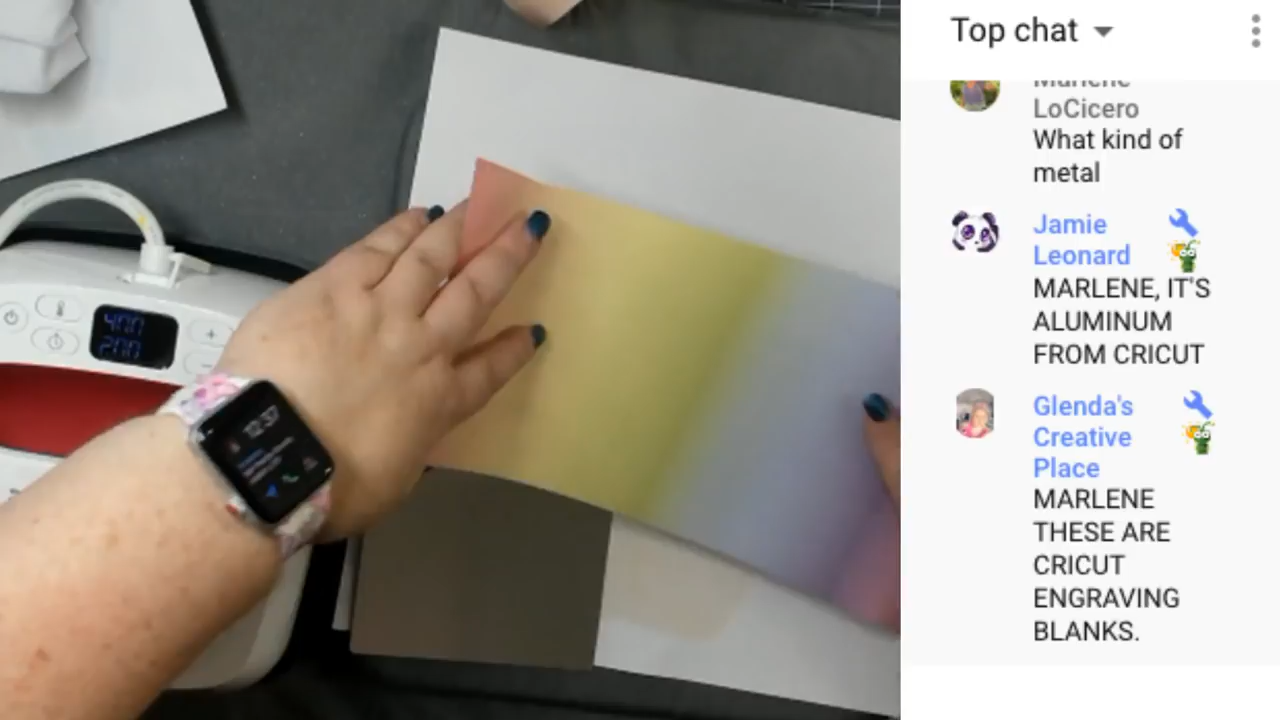 Top chat
LoCicero
What kind of
metal
Jamie
Leonard
MARLENE, IT'S
ALUMINUM
FROM CRICUT
Glenda's
Creative
Place
MARLENE
THESE ARE
CRICUT
ENGRAVING
BLANKS.
400
200
12:37